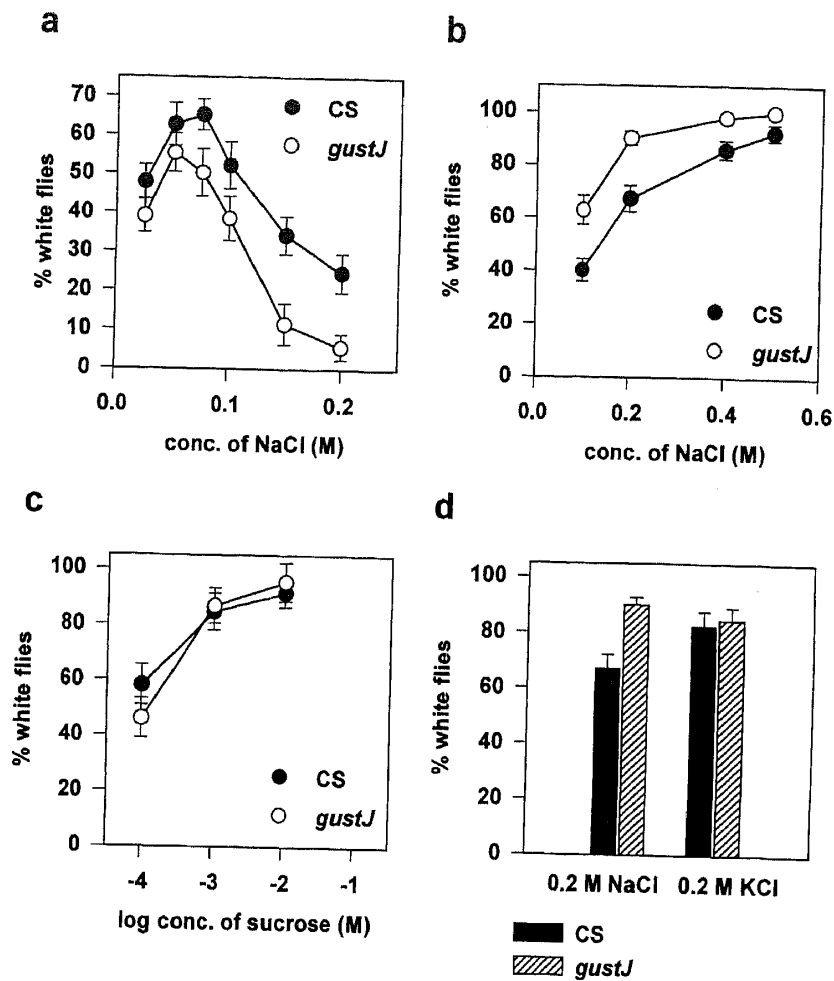 a
70
60
50
40
30
20
10
0
% white flies
CS
gustJ
0.0 0.1 0.2
conc. of NaCl (M)
b
100
80
60
40
20
0
% white flies
CS
gustJ
0.0 0.2 0.4 0.6
conc. of NaCl (M)
c
100
80
60
40
20
0
% white flies
CS
gustJ
-4 -3 -2 -1
log conc. of sucrose (M)
d
100
80
60
40
20
0
% white flies
0.2 M NaCl 0.2 M KCl
CS
gustJ